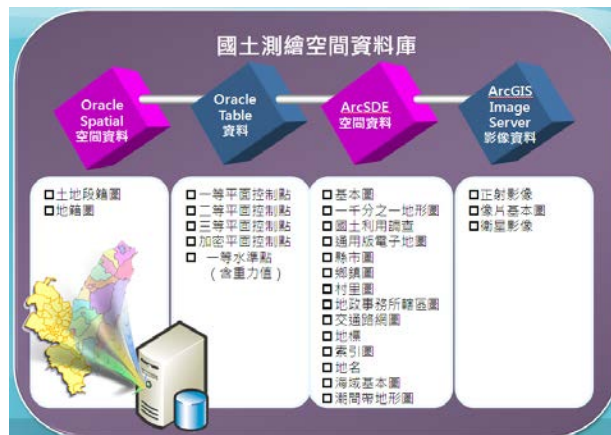 國土測繪空間資料庫
Oracle
Spatial
空間資料
Oracle
Table
資料
ArcSDE
空間資料
ArcGIS
Image
Server
影像資料
土地段籍圖
地籍圖
一等平面控制點
二等平面控制點
三等平面控制點
加密平面控制點
一等水準點
（含重力值）
基本圖
一千分之一地形圖
國土利用調查
通用版電子地圖
縣市圖
鄉鎮圖
村里圖
地政事務所轄區圖
交通路網圖
地標
索引圖
地名
海域基本圖
潮間帶地形圖
正射影像
像片基本圖
衛星影像